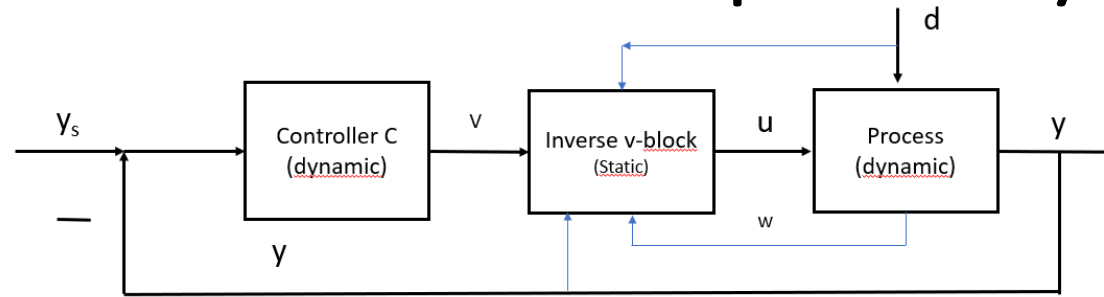 d
yₛ
Controller C
(dynamic)
v
Inverse v-block
(Static)
u
Process
(dynamic)
y
—
w
y